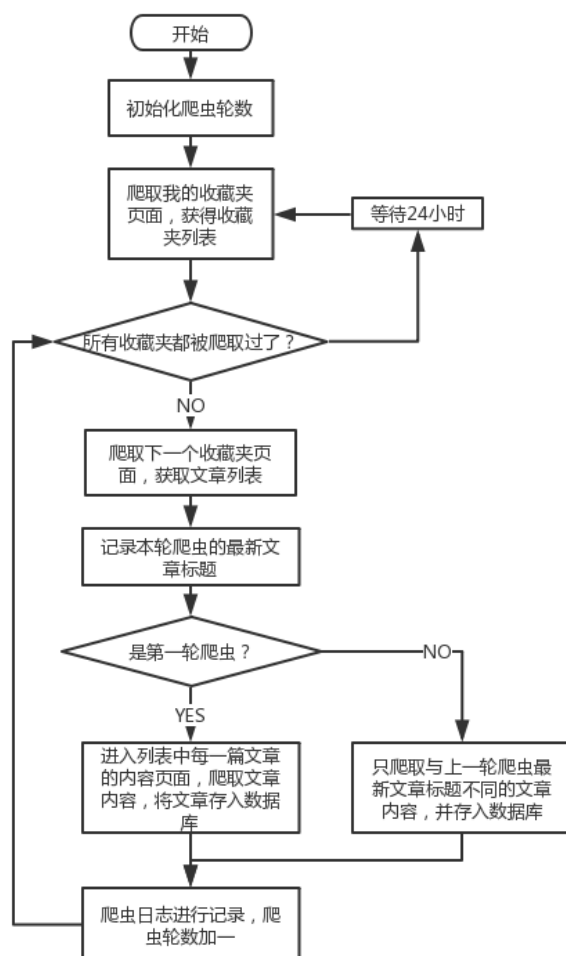 开始
初始化爬虫轮数
爬取我的收藏夹
页面，获得收藏
夹列表
等待24小时
所有收藏夹都被爬取过了？
NO
爬取下一个收藏夹页
面，获取文章列表
记录本轮爬虫的最新文
章标题
是第一轮爬虫？
NO
YES
进入列表中每一篇文章
的内容页面，爬取文章
内容，将文章存入数据
库
只爬取与上一轮爬虫最
新文章标题不同的文章
内容，并存入数据库
爬虫日志进行记录，爬
虫轮数加一